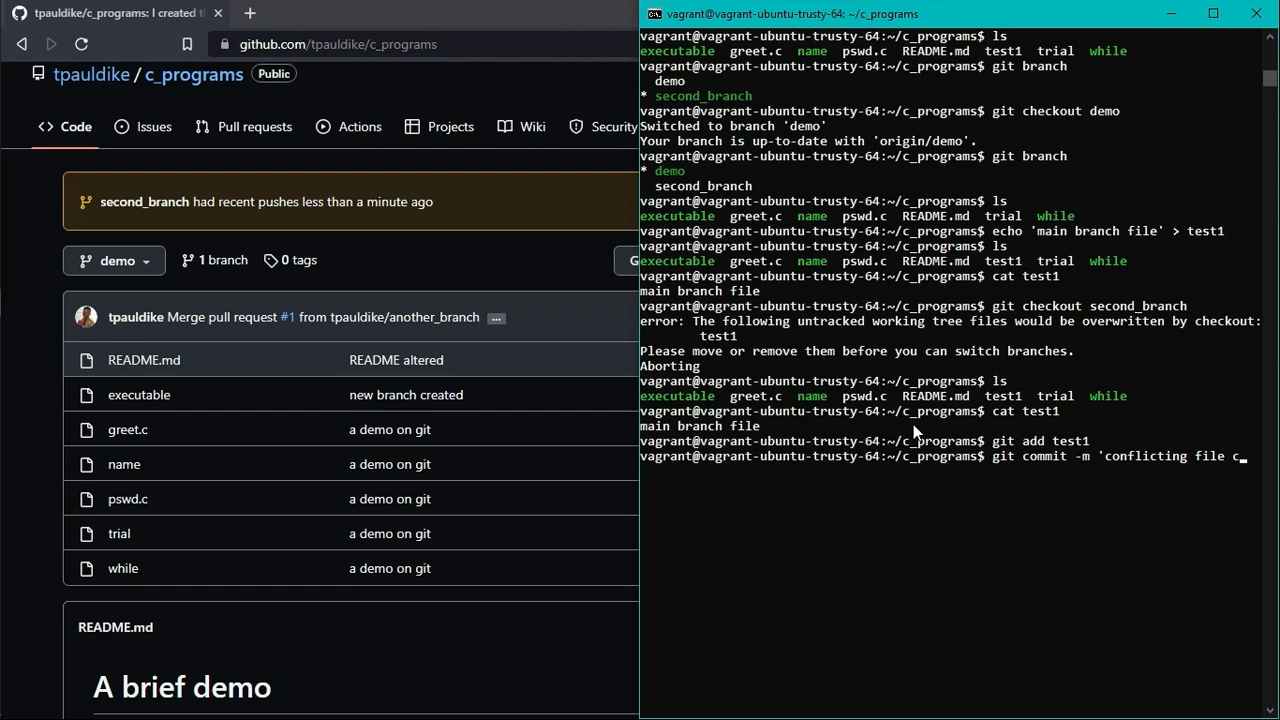 tpauldike/c_programs: I created t
github.com/tpauldike/c_programs
tpauldike / c_programs Public
Code Issues Pull requests Actions Projects Wiki Security
second_branch had recent pushes less than a minute ago
demo 1 branch 0 tags G
tpauldike Merge pull request #1 from tpauldike/another_branch ...
README.md README altered
executable new branch created
greet.c a demo on git
name a demo on git
pswd.c a demo on git
trial a demo on git
while a demo on git
README.md
A brief demo
vagrant@vagrant-ubuntu-trusty-64: ~/c_programs
vagrant@vagrant-ubuntu-trusty-64:~/c_programs$ ls
executable greet.c name pswd.c README.md test1 trial while
vagrant@vagrant-ubuntu-trusty-64:~/c_programs$ git branch
demo
* second_branch
vagrant@vagrant-ubuntu-trusty-64:~/c_programs$ git checkout demo
Switched to branch 'demo'
Your branch is up-to-date with 'origin/demo'.
vagrant@vagrant-ubuntu-trusty-64:~/c_programs$ git branch
* demo
second_branch
vagrant@vagrant-ubuntu-trusty-64:~/c_programs$ ls
executable greet.c name pswd.c README.md trial while
vagrant@vagrant-ubuntu-trusty-64:~/c_programs$ echo 'main branch file' > test1
vagrant@vagrant-ubuntu-trusty-64:~/c_programs$ ls
executable greet.c name pswd.c README.md test1 trial while
vagrant@vagrant-ubuntu-trusty-64:~/c_programs$ cat test1
main branch file
vagrant@vagrant-ubuntu-trusty-64:~/c_programs$ git checkout second_branch
error: The following untracked working tree files would be overwritten by checkout:
test1
Please move or remove them before you can switch branches.
Aborting
vagrant@vagrant-ubuntu-trusty-64:~/c_programs$ ls
executable greet.c name pswd.c README.md test1 trial while
vagrant@vagrant-ubuntu-trusty-64:~/c_programs$ cat test1
main branch file
vagrant@vagrant-ubuntu-trusty-64:~/c_programs$ git add test1
vagrant@vagrant-ubuntu-trusty-64:~/c_programs$ git commit -m 'conflicting file c